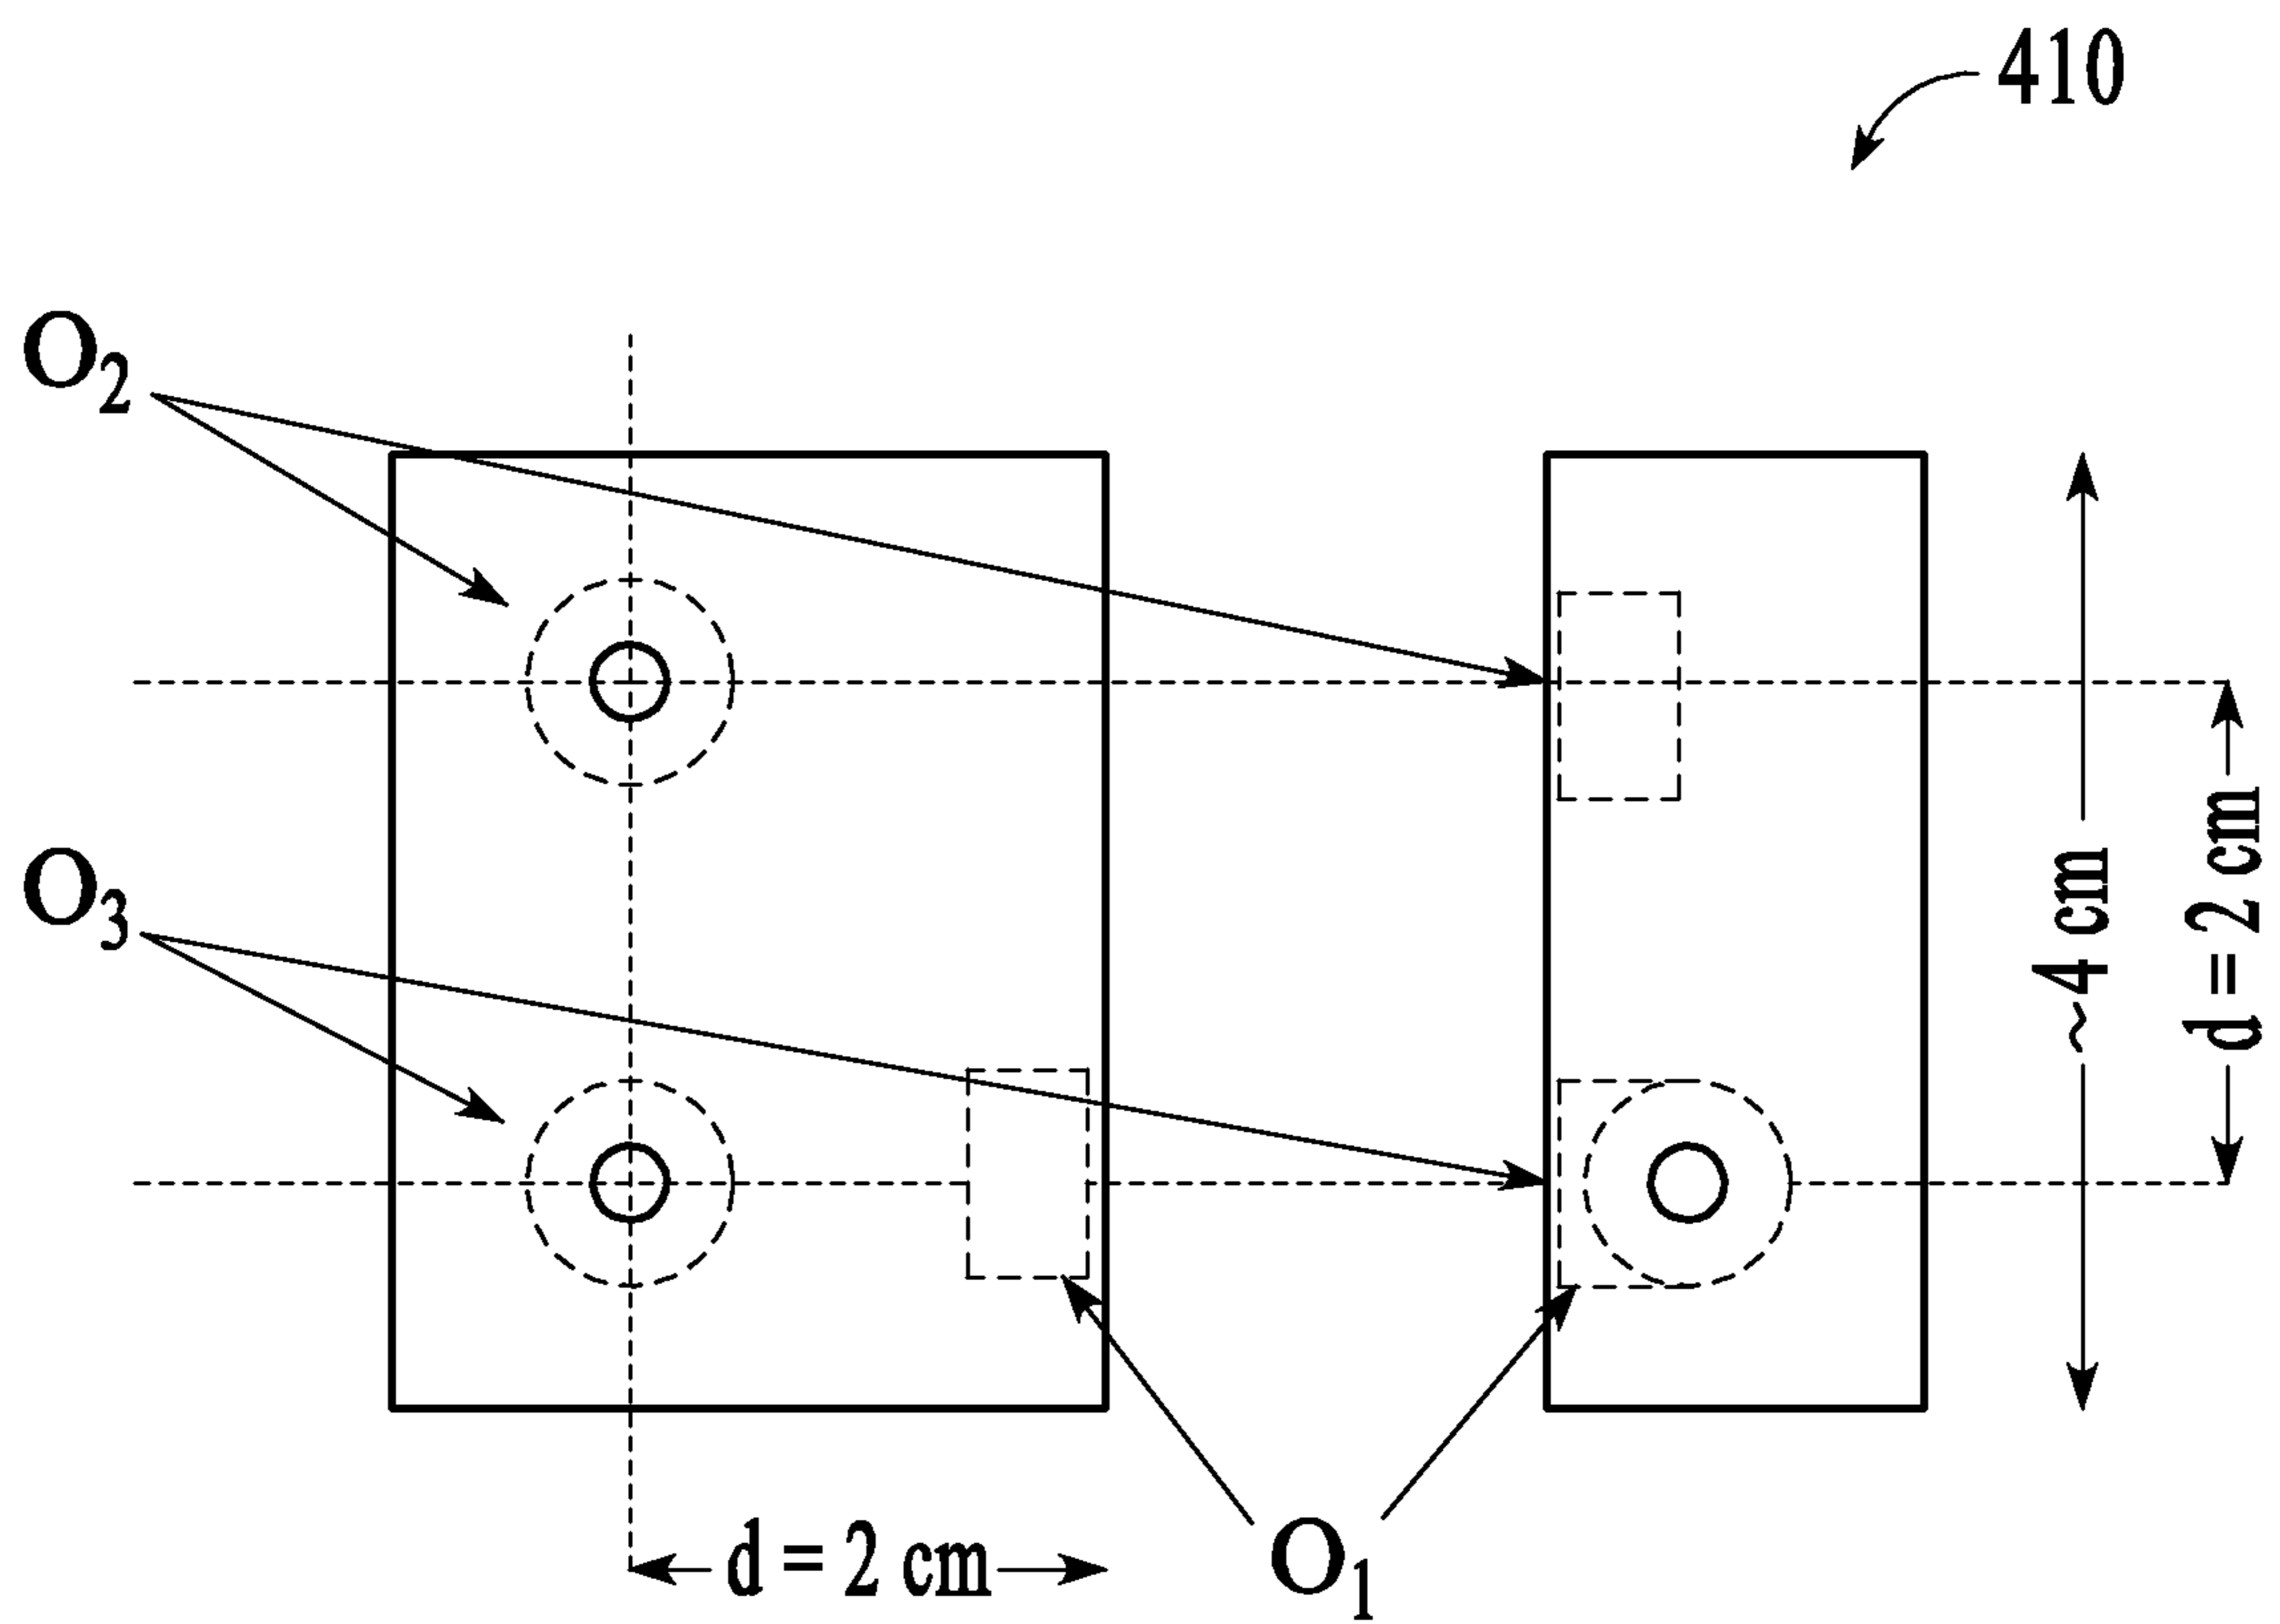 410
O₂
O₃
~4 cm
d = 2 cm
d = 2 cm
O₁